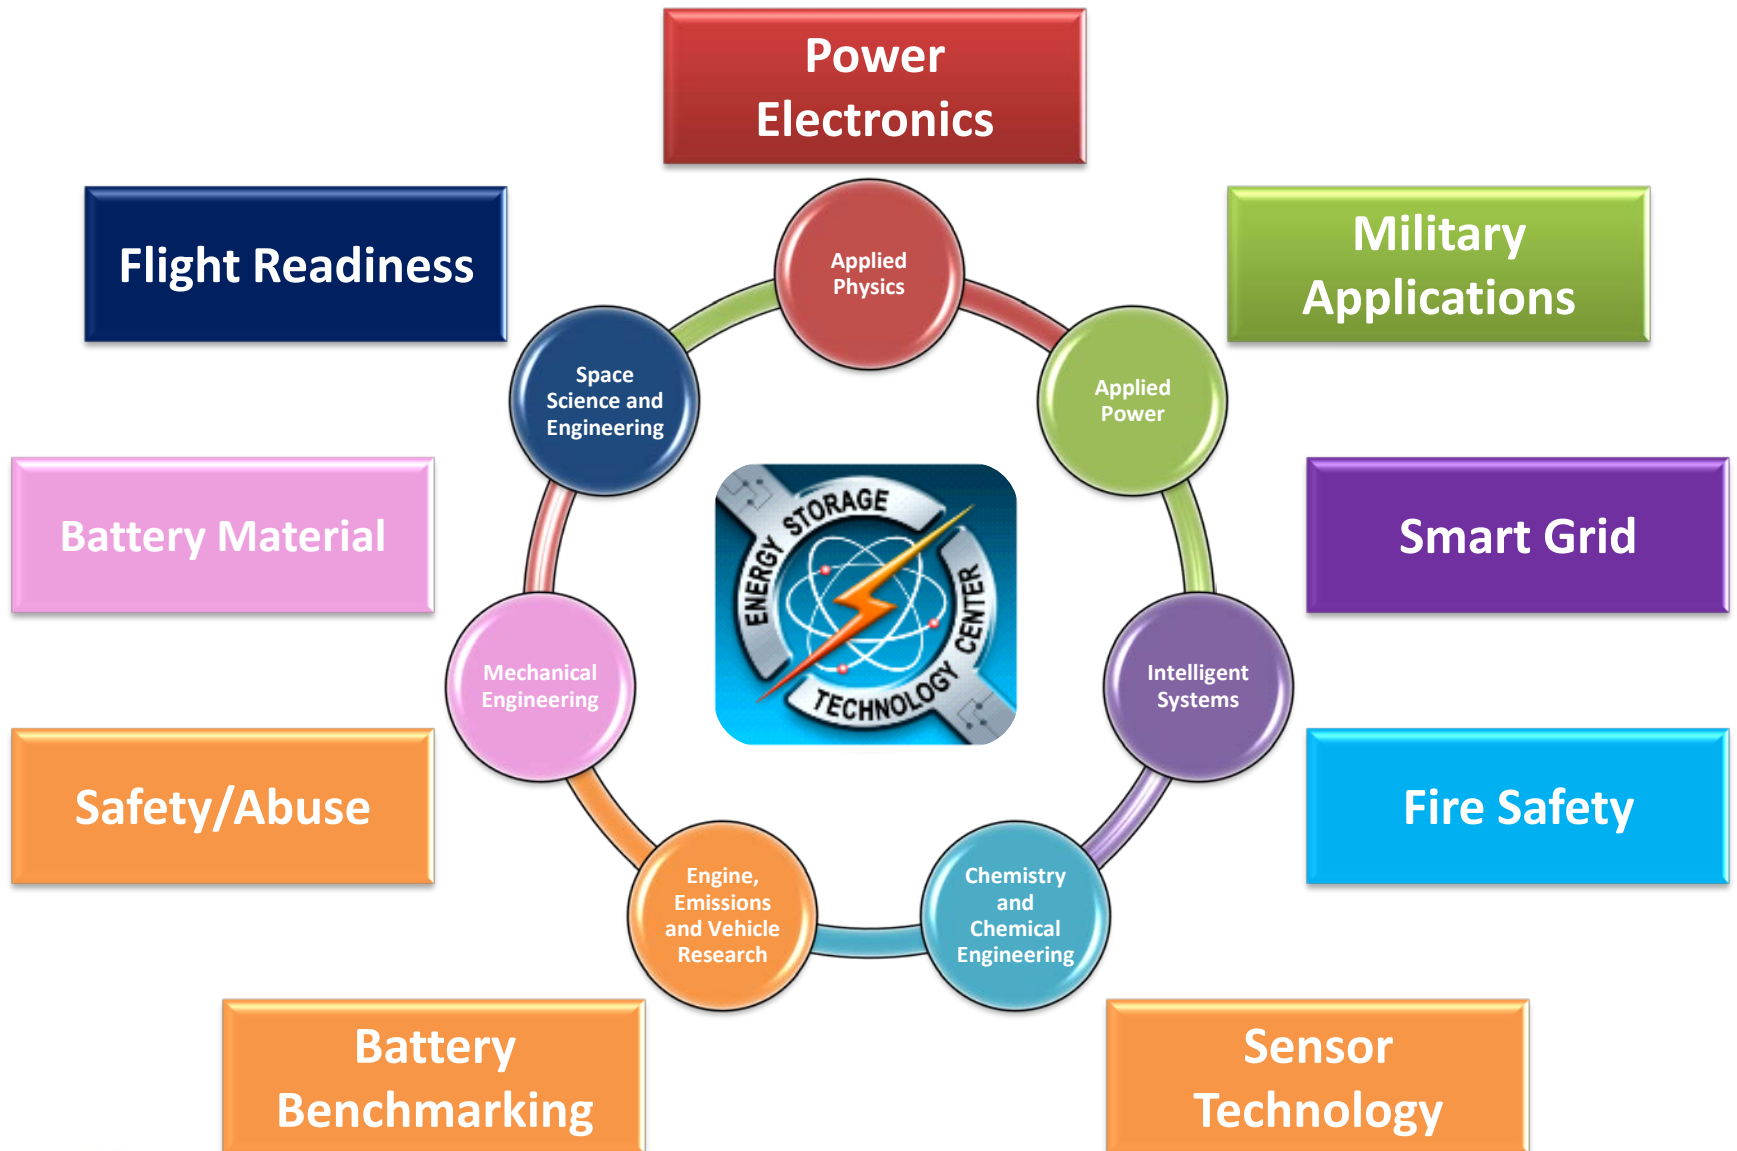 Power
Electronics
Flight Readiness
Military
Applications
Applied
Physics
Space
Science and
Engineering
Applied
Power
Battery Material
ENERGY STORAGE
TECHNOLOGY CENTER
Smart Grid
Mechanical
Engineering
Intelligent
Systems
Safety/Abuse
Fire Safety
Engine,
Emissions
and Vehicle
Research
Chemistry
and
Chemical
Engineering
Battery
Benchmarking
Sensor
Technology